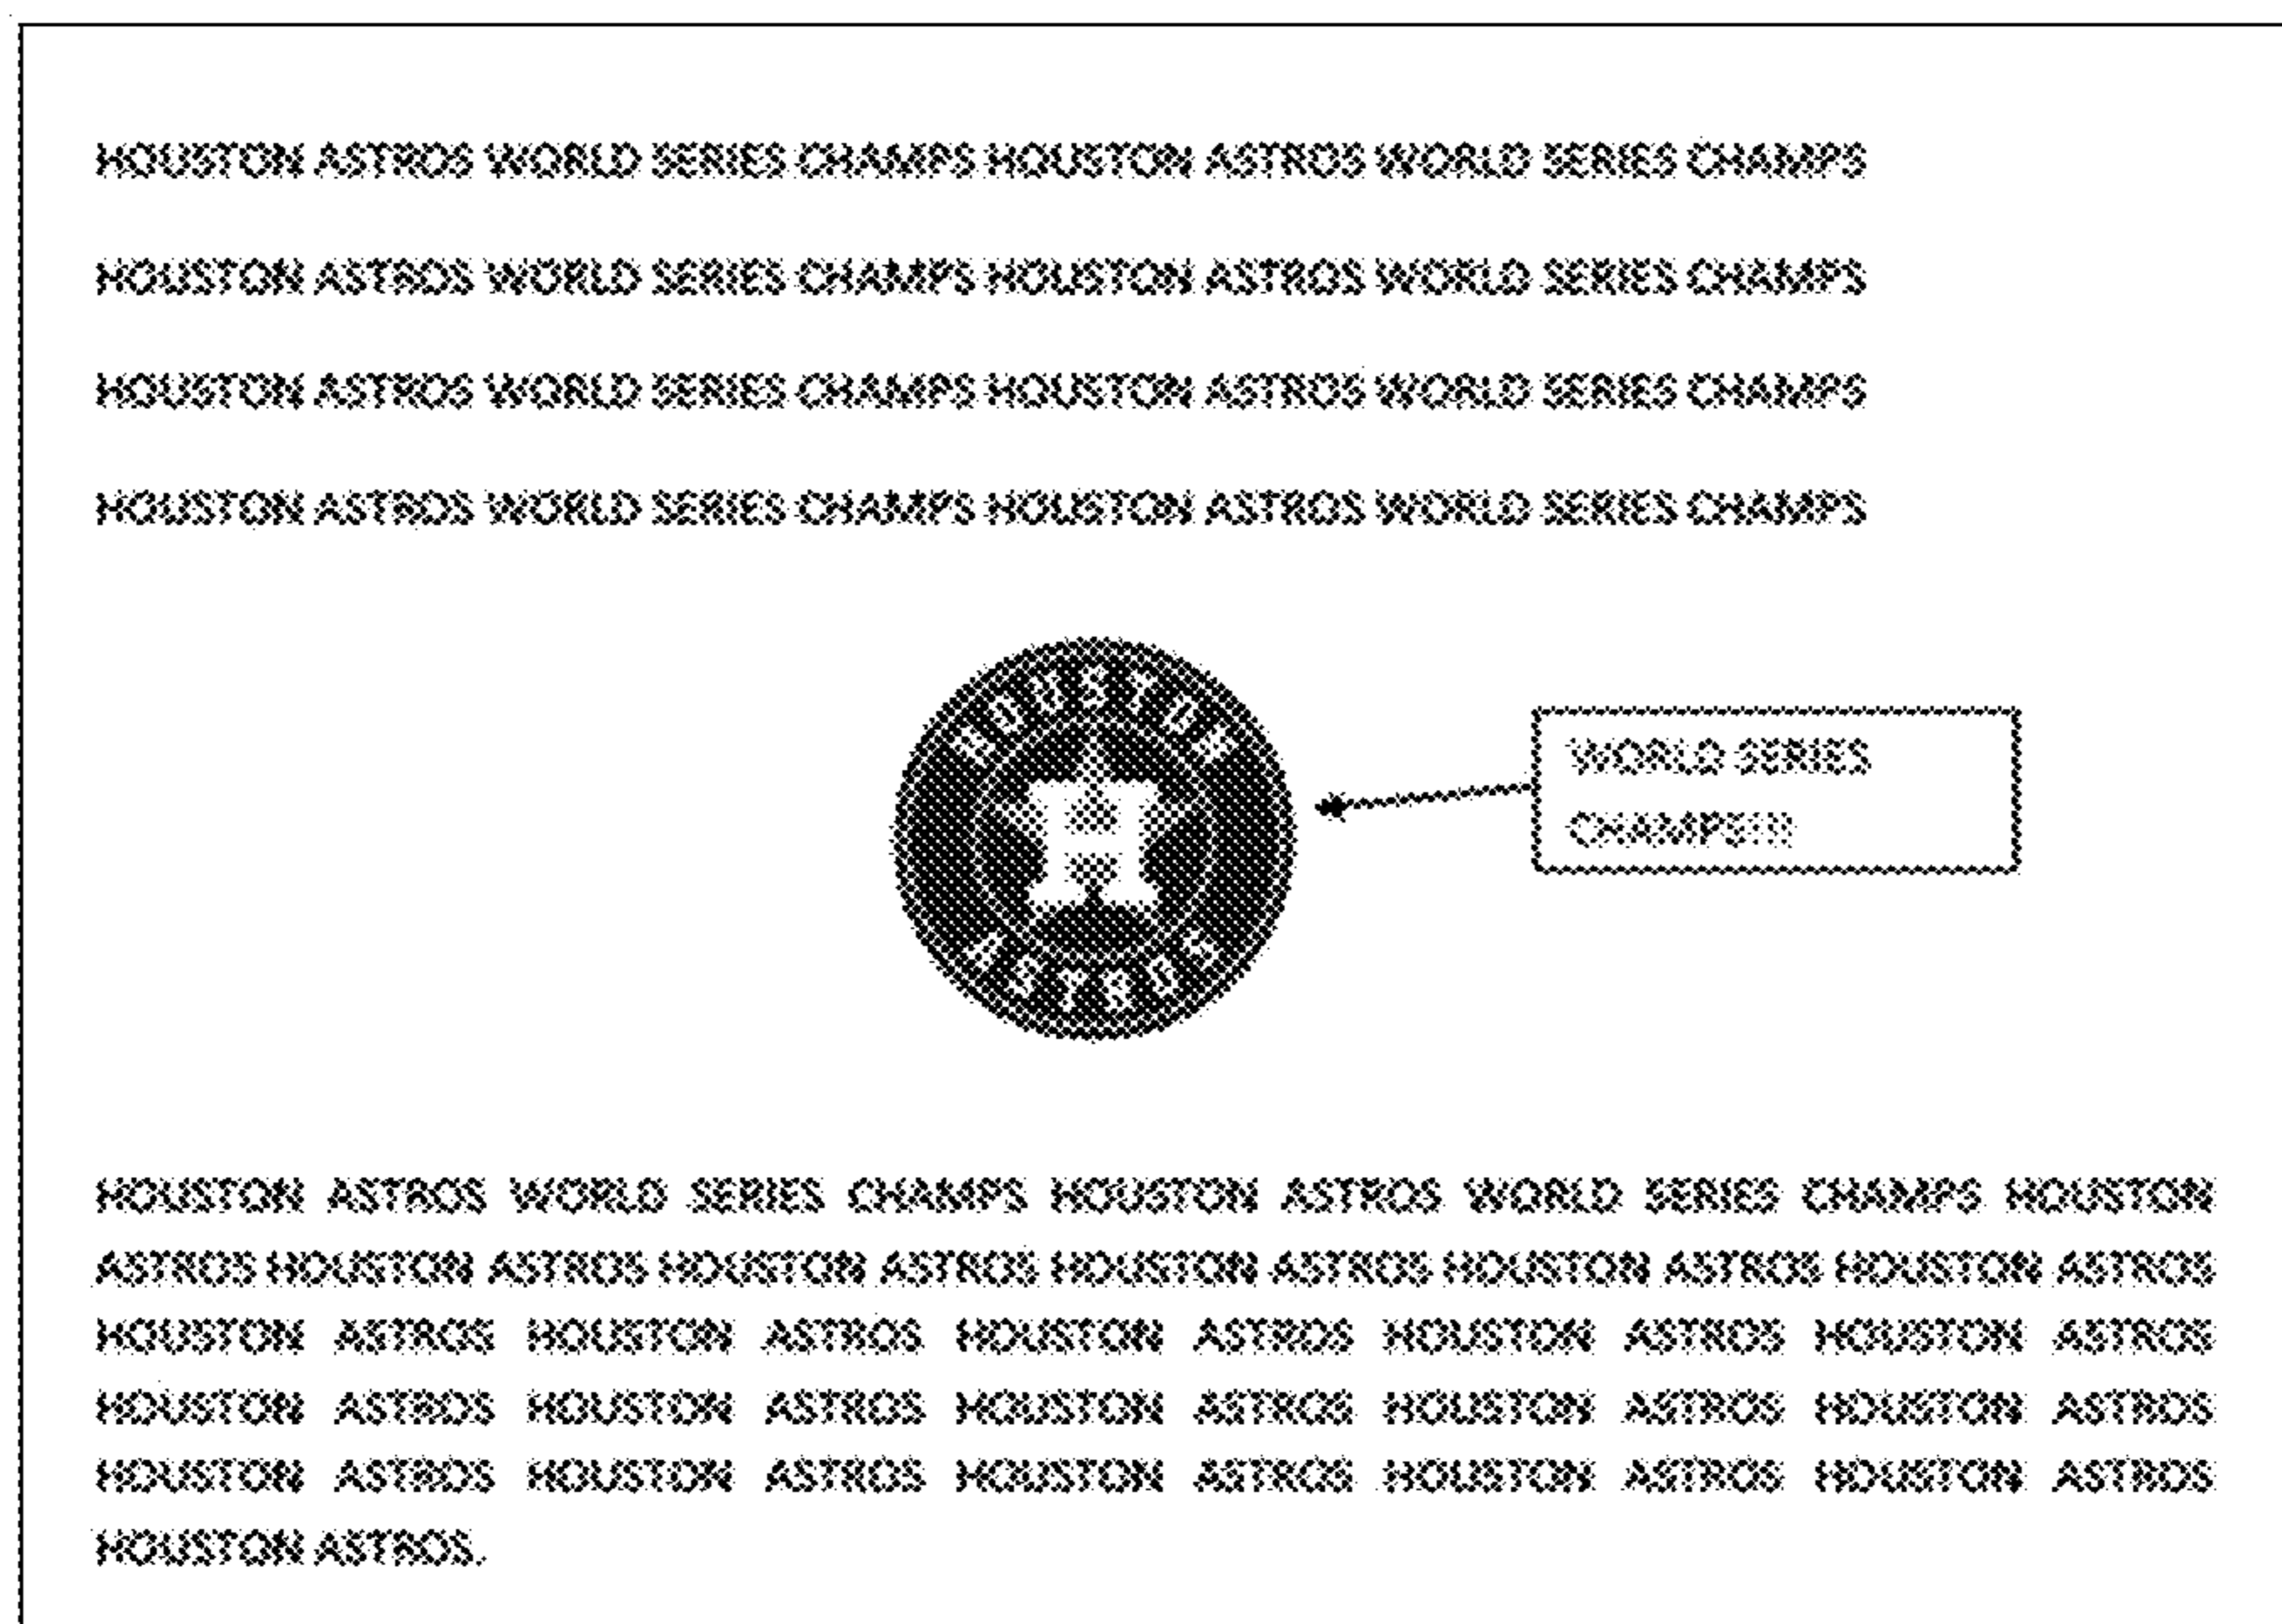 HOUSTON ASTROS WORLD SERIES CHAMPS HOUSTON ASTROS WORLD SERIES CHAMPS
HOUSTON ASTROS WORLD SERIES CHAMPS HOUSTON ASTROS WORLD SERIES CHAMPS
HOUSTON ASTROS WORLD SERIES CHAMPS HOUSTON ASTROS WORLD SERIES CHAMPS
HOUSTON ASTROS WORLD SERIES CHAMPS HOUSTON ASTROS WORLD SERIES CHAMPS
HOUSTON
H
ASTROS
WORLD SERIES
CHAMPS!!!
HOUSTON ASTROS WORLD SERIES CHAMPS HOUSTON ASTROS WORLD SERIES CHAMPS HOUSTON
ASTROS HOUSTON ASTROS HOUSTON ASTROS HOUSTON ASTROS HOUSTON ASTROS HOUSTON ASTROS
HOUSTON ASTROS HOUSTON ASTROS HOUSTON ASTROS HOUSTON ASTROS HOUSTON ASTROS
HOUSTON ASTROS HOUSTON ASTROS HOUSTON ASTROS HOUSTON ASTROS HOUSTON ASTROS
HOUSTON ASTROS HOUSTON ASTROS HOUSTON ASTROS HOUSTON ASTROS HOUSTON ASTROS
HOUSTON ASTROS.